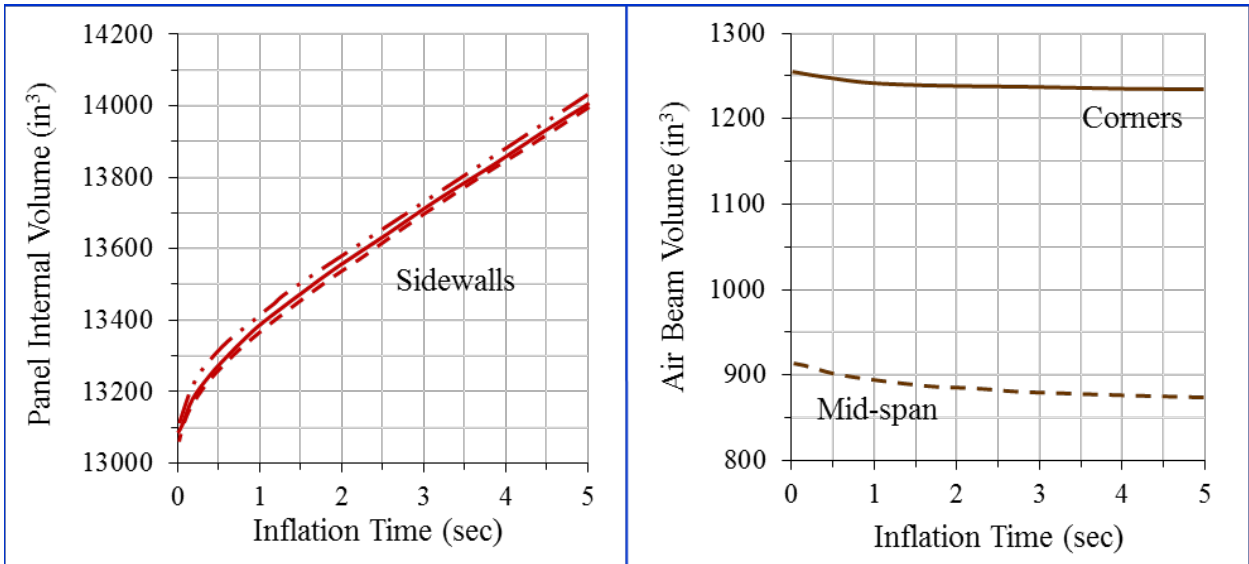 Panel Internal Volume (in³)
14200
14000
13800
13600
13400
13200
13000
Sidewalls
0 1 2 3 4 5
Inflation Time (sec)
Air Beam Volume (in³)
1300
1200
1100
1000
900
800
Corners
Mid-span
0 1 2 3 4 5
Inflation Time (sec)